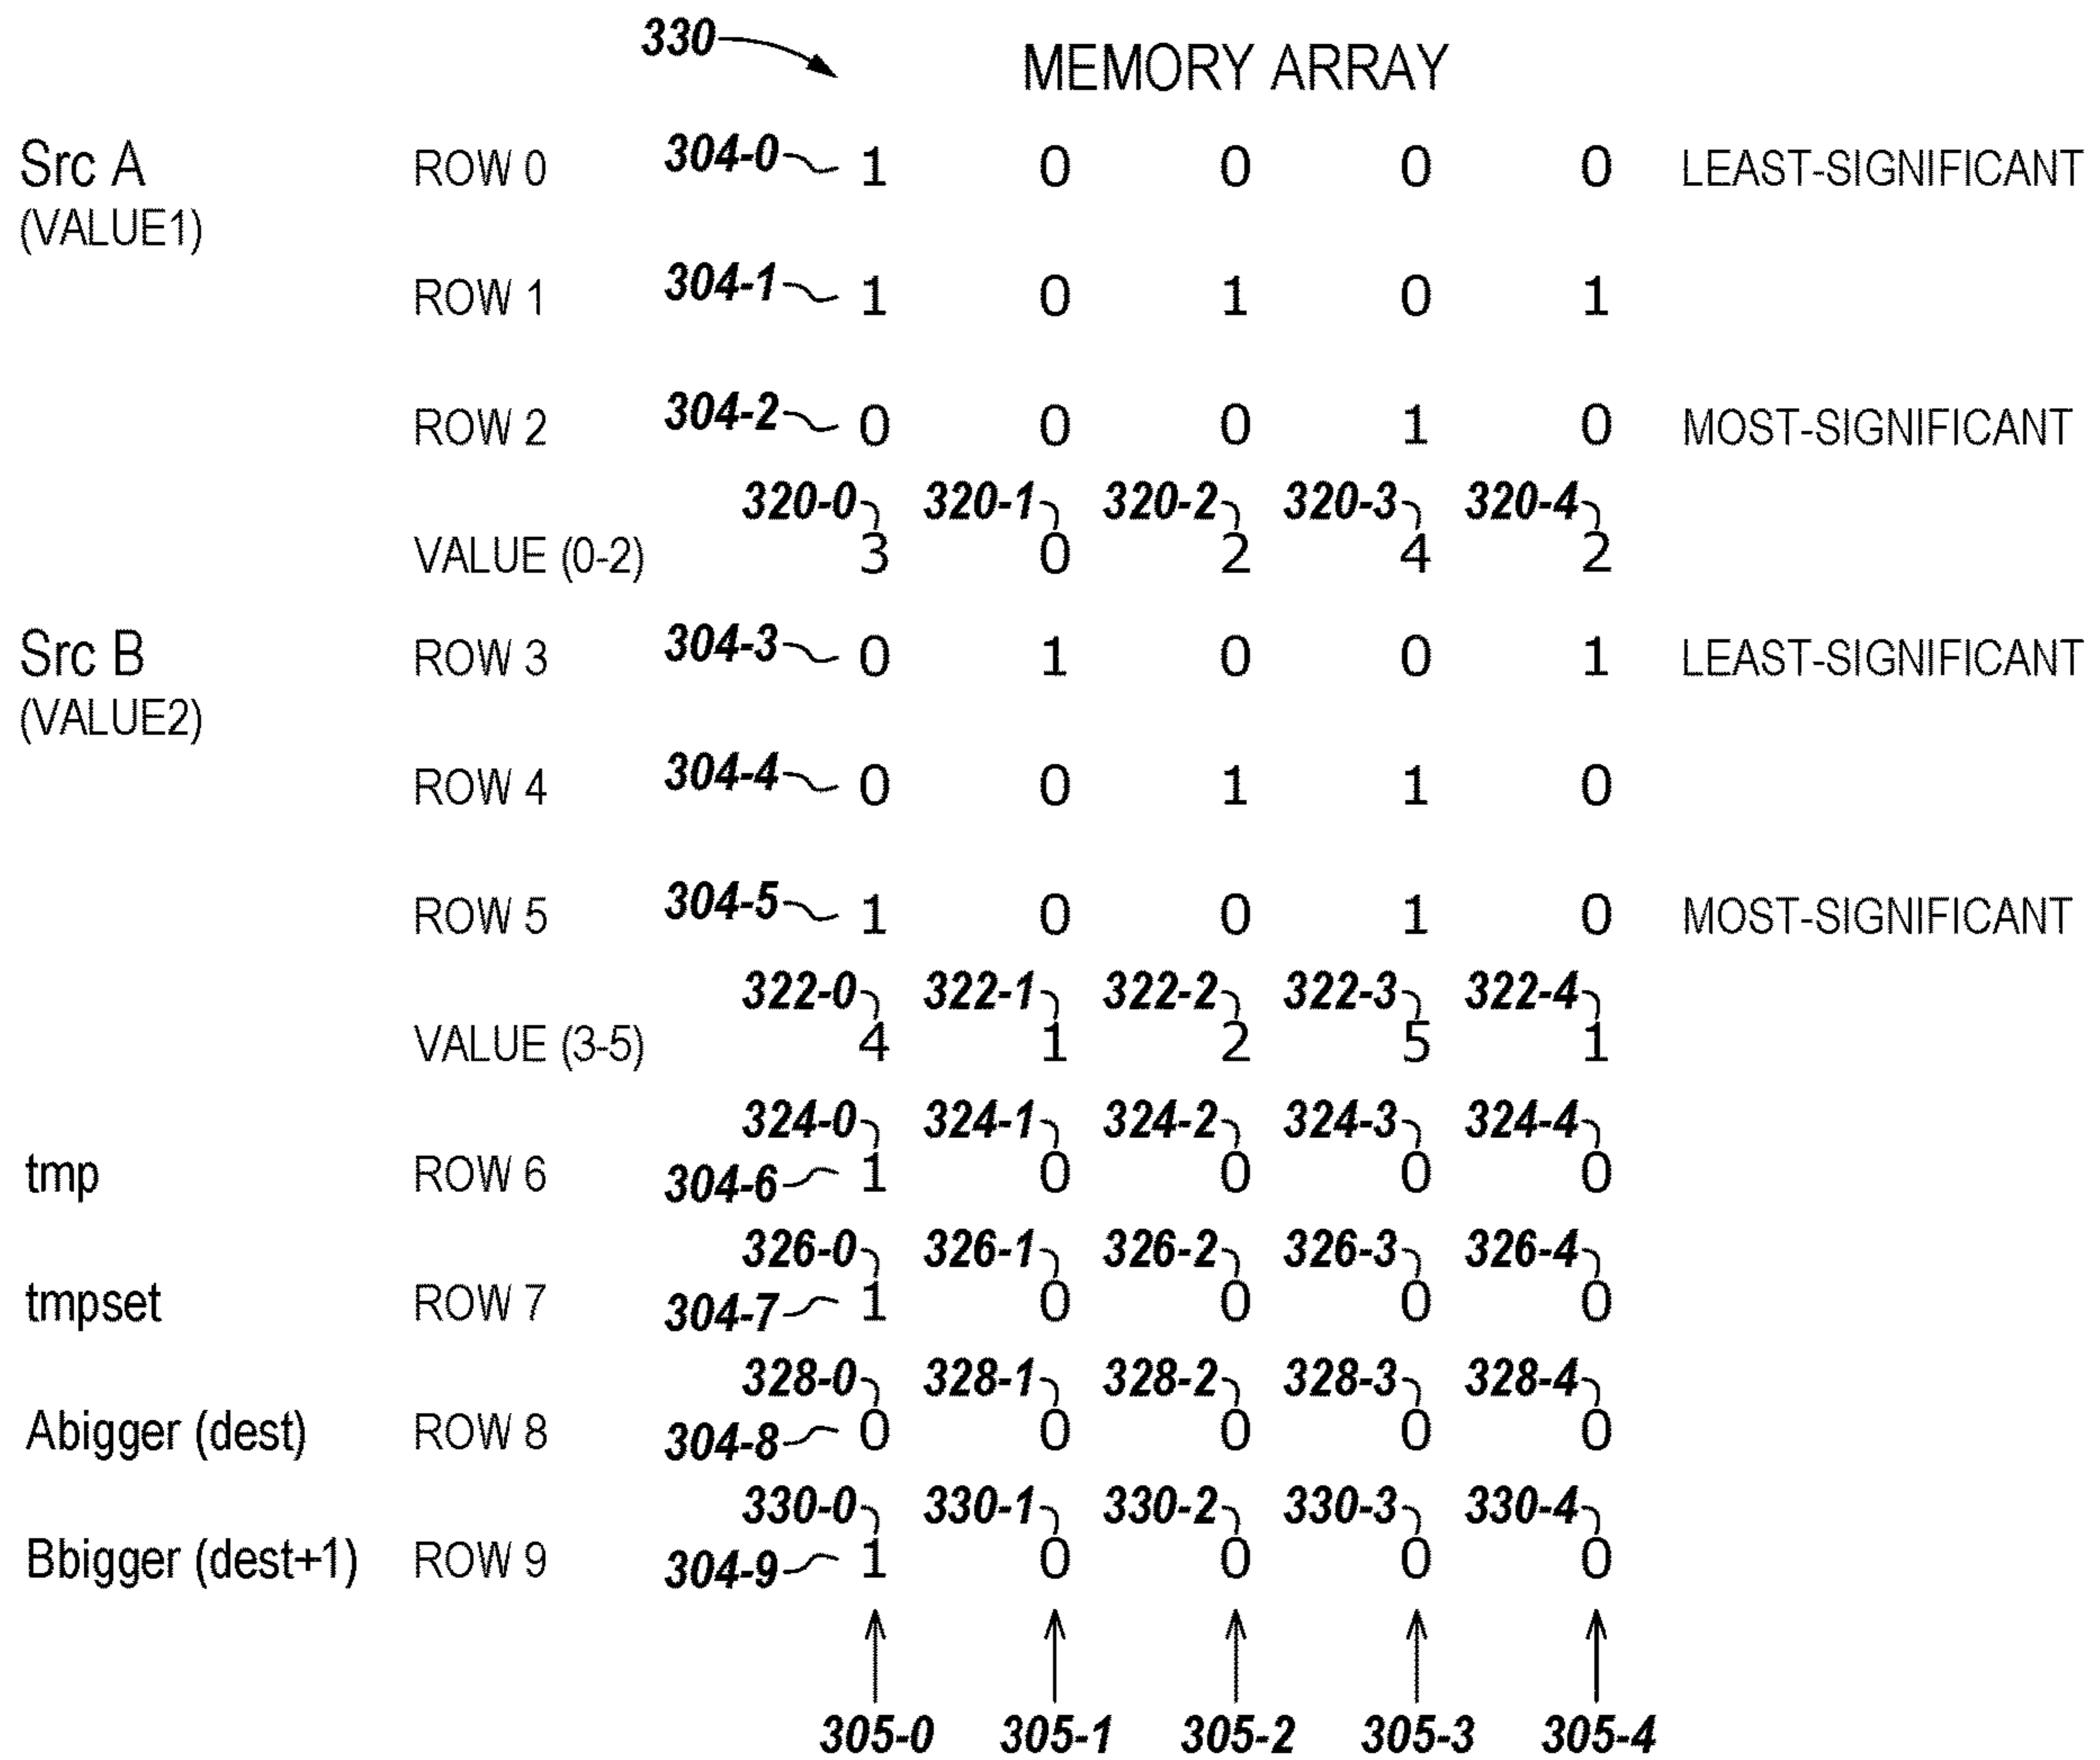 330 MEMORY ARRAY
Src A ROW 0 304-0 1 0 0 0 0 LEAST-SIGNIFICANT
(VALUE1)
ROW 1 304-1 1 0 1 0 1
ROW 2 304-2 0 0 0 1 0 MOST-SIGNIFICANT
320-0 320-1 320-2 320-3 320-4
VALUE (0-2) 3 0 2 4 2
Src B ROW 3 304-3 0 1 0 0 1 LEAST-SIGNIFICANT
(VALUE2)
ROW 4 304-4 0 0 1 1 0
ROW 5 304-5 1 0 0 1 0 MOST-SIGNIFICANT
322-0 322-1 322-2 322-3 322-4
VALUE (3-5) 4 1 2 5 1
324-0 324-1 324-2 324-3 324-4
tmp ROW 6 304-6 1 0 0 0 0
326-0 326-1 326-2 326-3 326-4
tmpset ROW 7 304-7 1 0 0 0 0
328-0 328-1 328-2 328-3 328-4
Abigger (dest) ROW 8 304-8 0 0 0 0 0
330-0 330-1 330-2 330-3 330-4
Bbigger (dest+1) ROW 9 304-9 1 0 0 0 0
305-0 305-1 305-2 305-3 305-4